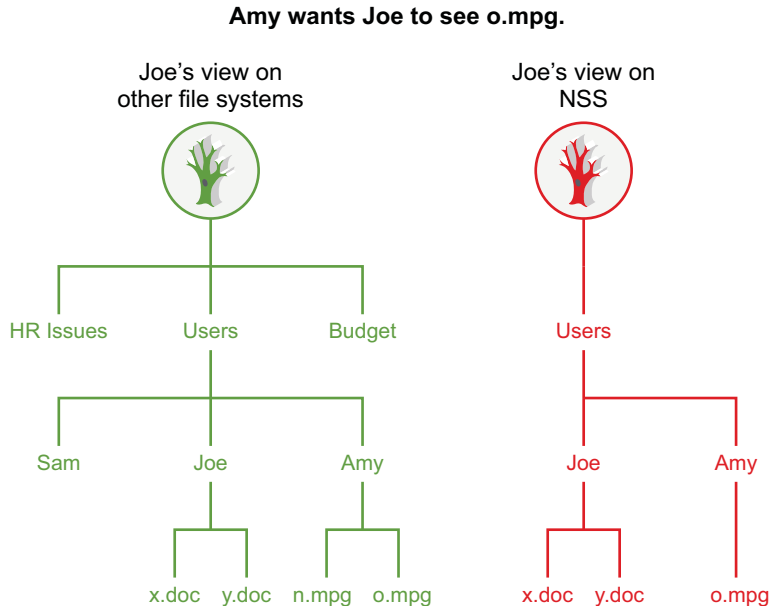 Amy wants Joe to see o.mpg.
Joe's view on
other file systems
Joe's view on
NSS
HR Issues
Users
Budget
Users
Sam
Joe
Amy
Joe
Amy
x.doc
y.doc
n.mpg
o.mpg
x.doc
y.doc
o.mpg